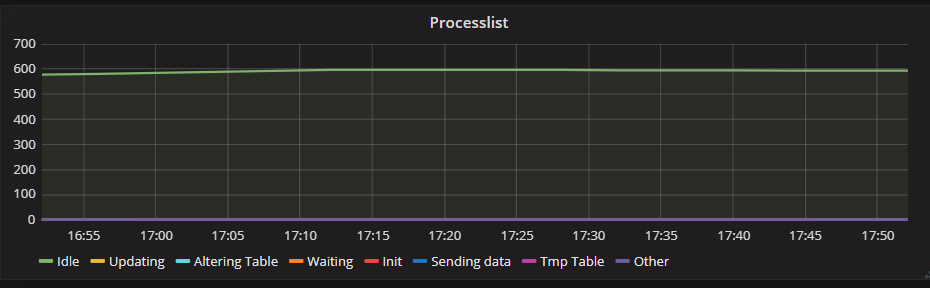 Processlist
700
600
500
400
300
200
100
0
16:55 17:00 17:05 17:10 17:15 17:20 17:25 17:30 17:35 17:40 17:45 17:50
Idle Updating Altering Table Waiting Init Sending data Tmp Table Other